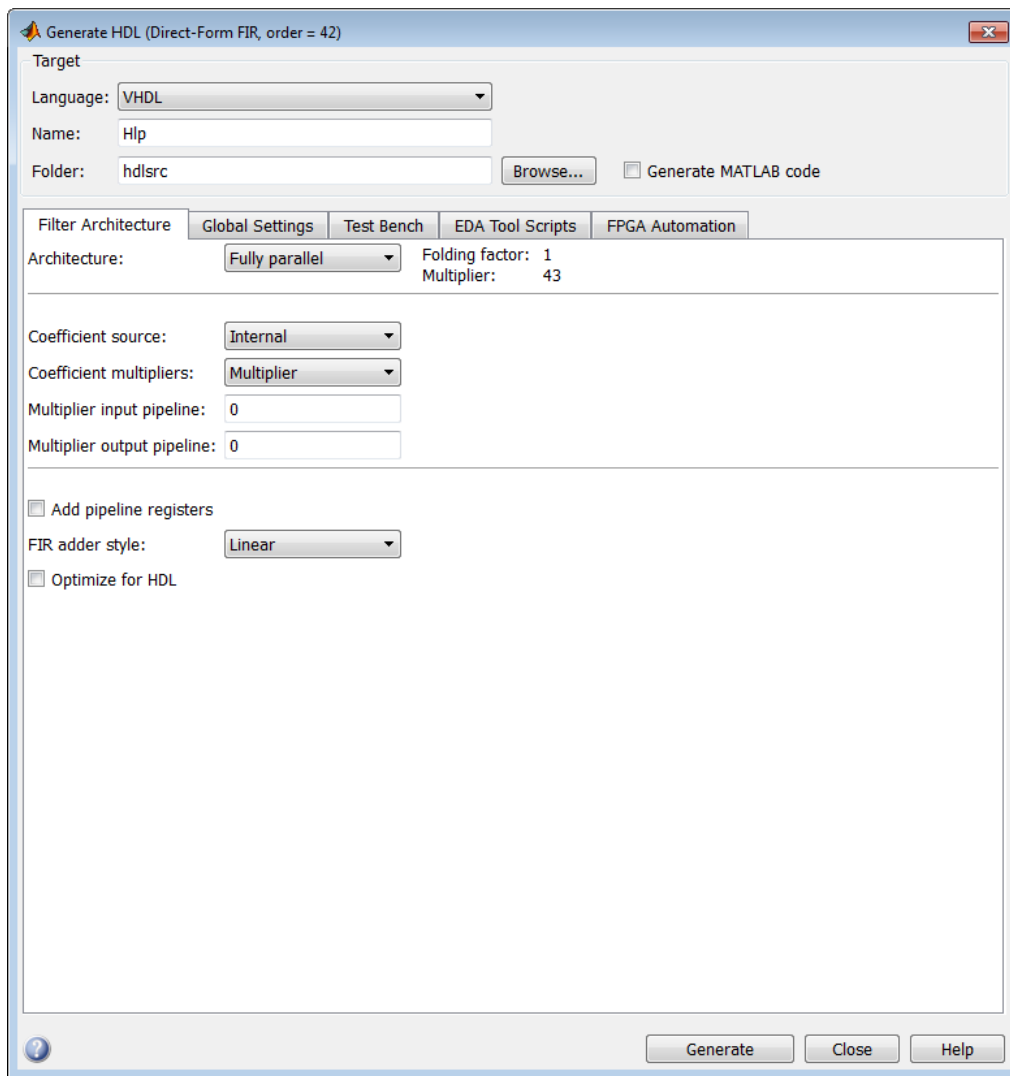 Generate HDL (Direct-Form FIR, order = 42)
Target
Language: VHDL
Name: Hlp
Folder: hdlsrc Browse... Generate MATLAB code
Filter Architecture Global Settings Test Bench EDA Tool Scripts FPGA Automation
Architecture: Fully parallel Folding factor: 1
Multiplier: 43
Coefficient source: Internal
Coefficient multipliers: Multiplier
Multiplier input pipeline: 0
Multiplier output pipeline: 0
Add pipeline registers
FIR adder style: Linear
Optimize for HDL
? Generate Close Help